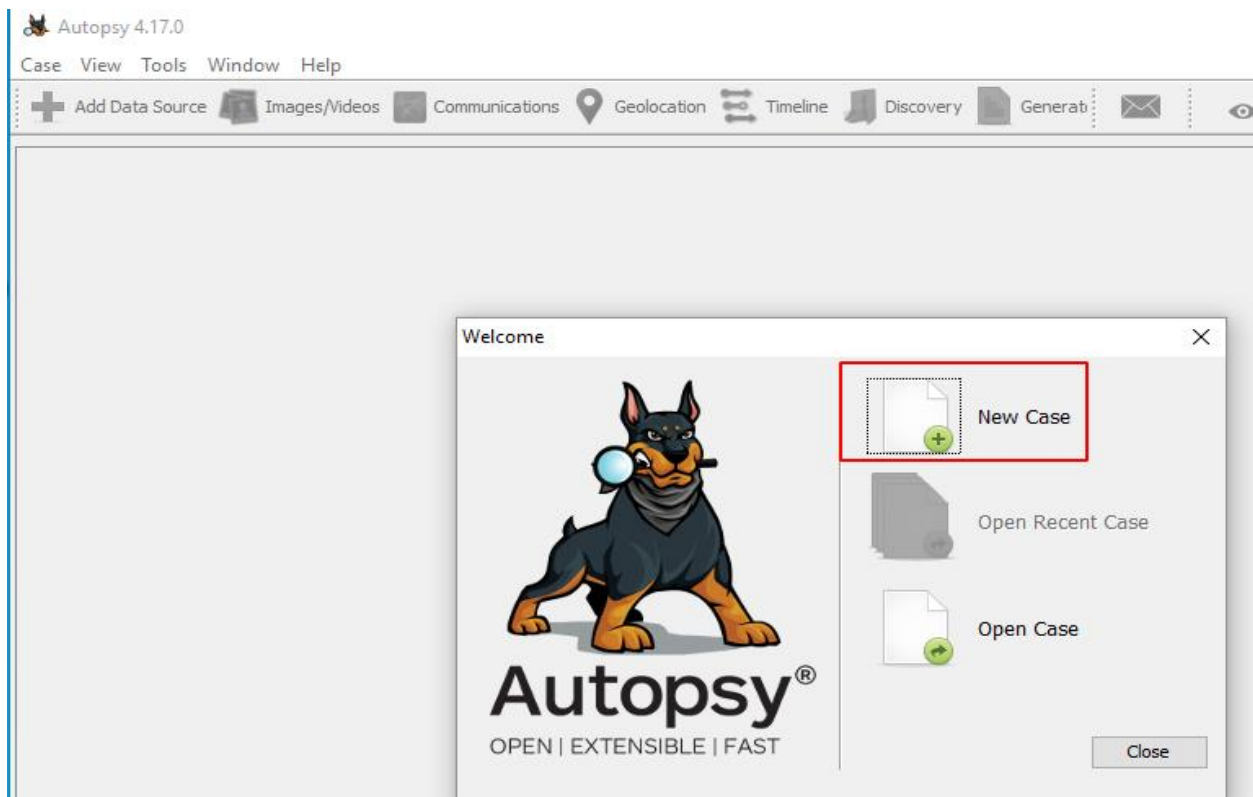 Autopsy 4.17.0
Case View Tools Window Help
Add Data Source Images/Videos Communications Geolocation Timeline Discovery Generat
Welcome
New Case
Open Recent Case
Open Case
Autopsy®
OPEN | EXTENSIBLE | FAST
Close